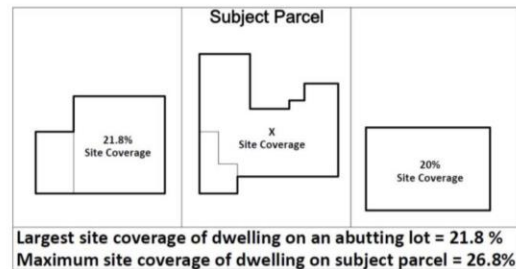 Subject Parcel
21.8%
Site Coverage
X
Site Coverage
20%
Site Coverage
Largest site coverage of dwelling on an abutting lot = 21.8 %
Maximum site coverage of dwelling on subject parcel = 26.8%